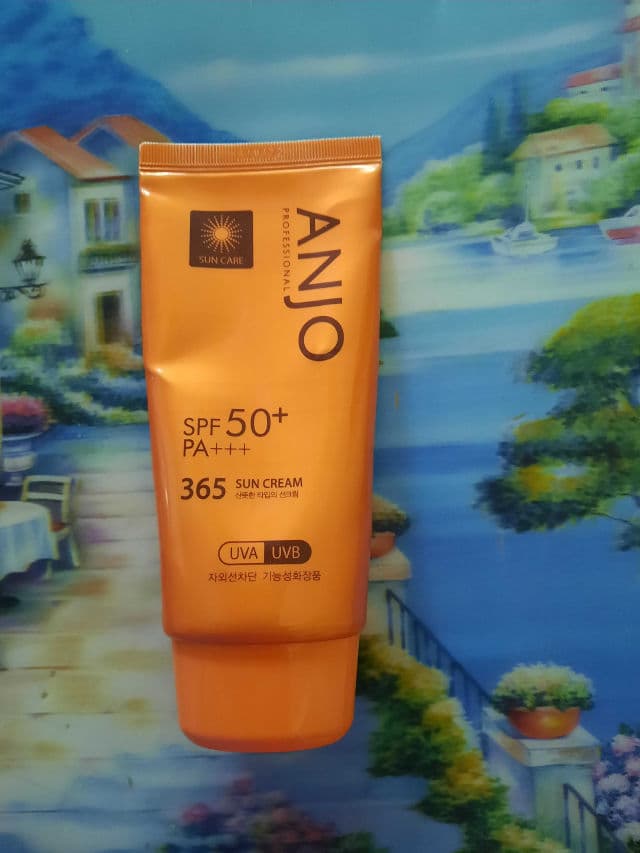 SUN CARE
ANJO
PROFESSIONAL
SPF 50+
PA+++
365 SUN CREAM
산뜻한 타입의 선크림
UVA UVB
자외선차단 기능성화장품